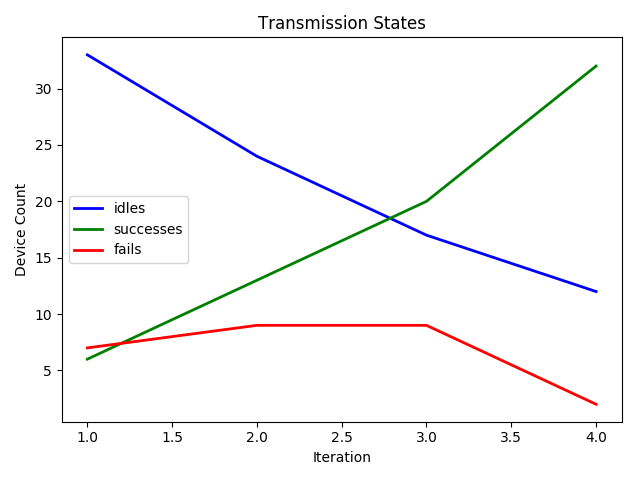 Transmission States
Device Count
30
25
20
15
10
5
idles
successes
fails
1.0 1.5 2.0 2.5 3.0 3.5 4.0
Iteration